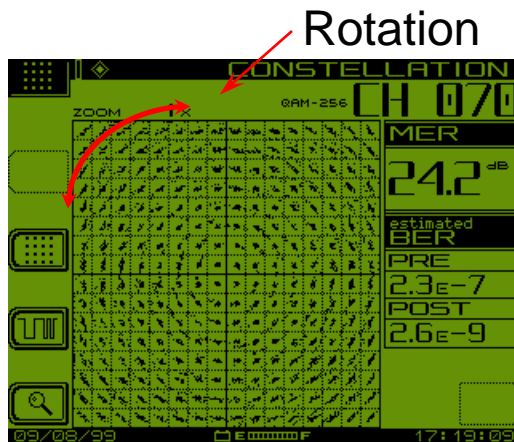 Rotation
CONSTELLATION
QAM-256 CH 070
ZOOM 1X
MER
24.2 dB
estimated
BER
PRE
2.3E-7
POST
2.6E-9
09/08/99 E F 17:19:09